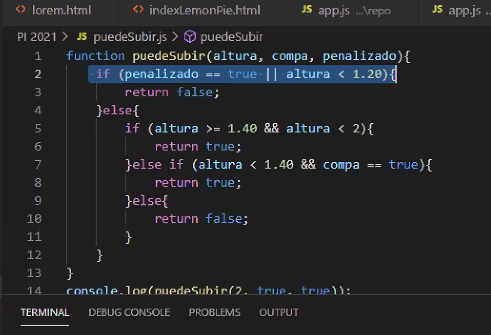 lorem.html indexLemonPie.html JS app.js ...\repo JS app.js ...
PI 2021 > JS puedeSubir.js > puedeSubir
1 function puedeSubir(altura, compa, penalizado){
2 if (penalizado == true || altura < 1.20){
3 return false;
4 }else{
5 if (altura >= 1.40 && altura < 2){
6 return true;
7 }else if (altura < 1.40 && compa == true){
8 return true;
9 }else{
10 return false;
11 }
12 }
13 }
14 console.log(puedeSubir(2, true, true));
TERMINAL DEBUG CONSOLE PROBLEMS OUTPUT